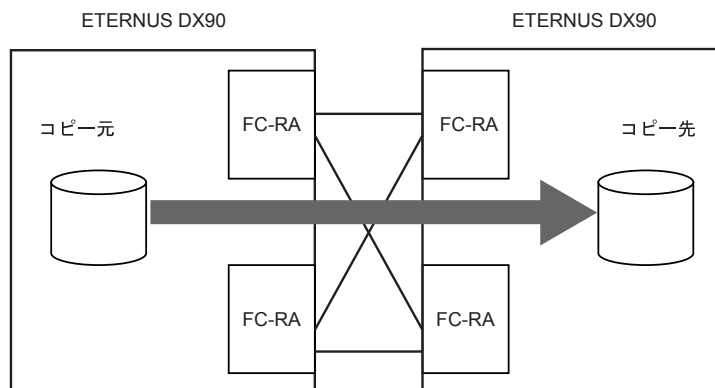 ETERNUS DX90
ETERNUS DX90
FC-RA
FC-RA
コピー元
コピー先
FC-RA
FC-RA